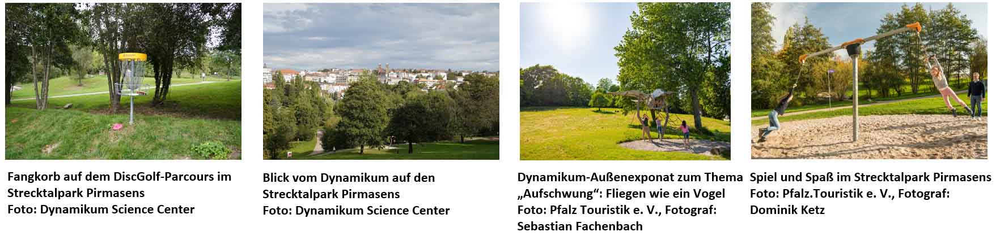 Fangkorb auf dem DiscGolf-Parcours im
Strecktalpark Pirmasens
Foto: Dynamikum Science Center
Blick vom Dynamikum auf den
Strecktalpark Pirmasens
Foto: Dynamikum Science Center
Dynamikum-Außenexponat zum Thema
„Aufschwung“: Fliegen wie ein Vogel
Foto: Pfalz Touristik e. V., Fotograf:
Sebastian Fachenbach
Spiel und Spaß im Strecktalpark Pirmasens
Foto: Pfalz.Touristik e. V., Fotograf:
Dominik Ketz